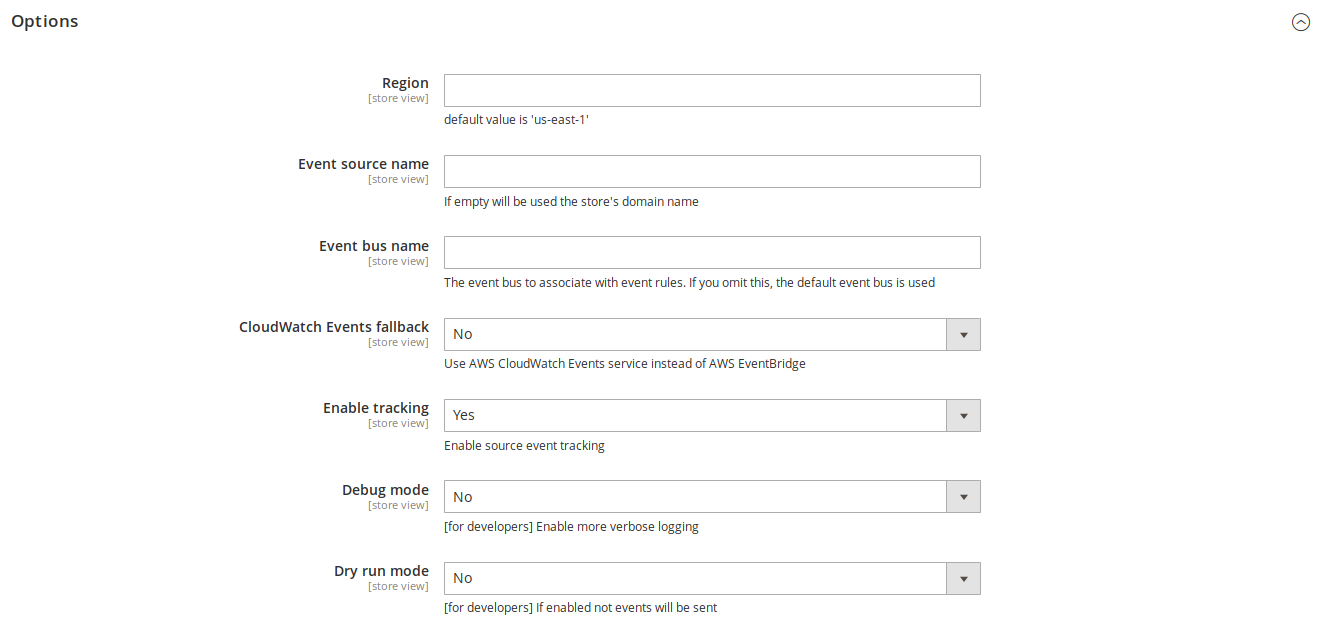 Options
Region
[store view]
default value is 'us-east-1'
Event source name
[store view]
If empty will be used the store's domain name
Event bus name
[store view]
The event bus to associate with event rules. If you omit this, the default event bus is used
CloudWatch Events fallback
No
[store view]
Use AWS CloudWatch Events service instead of AWS EventBridge
Enable tracking
Yes
[store view]
Enable source event tracking
Debug mode
No
[store view]
[for developers] Enable more verbose logging
Dry run mode
No
[store view]
[for developers] If enabled not events will be sent